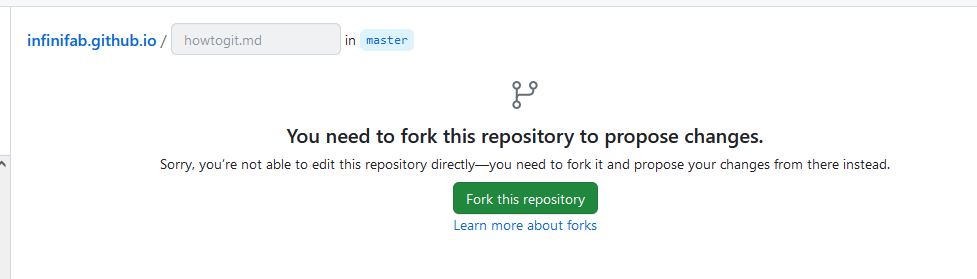 infinifab.github.io / howtogit.md in master
You need to fork this repository to propose changes.
Sorry, you’re not able to edit this repository directly—you need to fork it and propose your changes from there instead.
Fork this repository
Learn more about forks